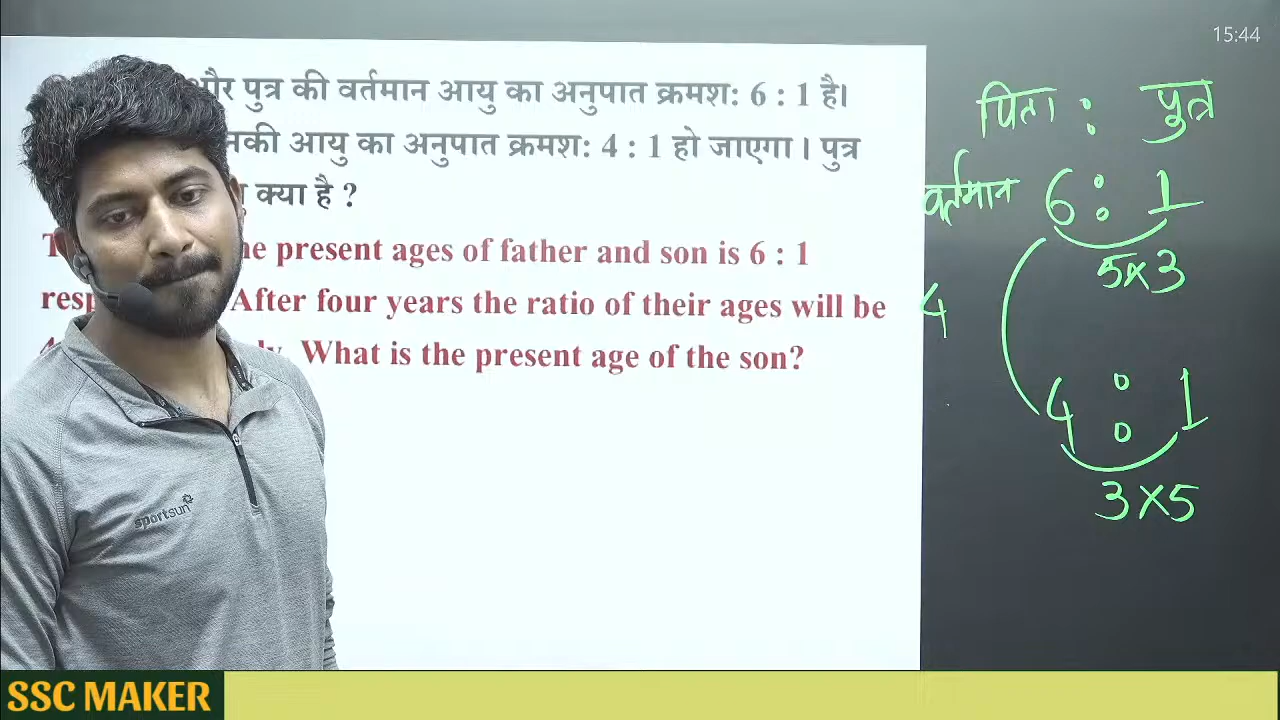 15:44
और पुत्र की वर्तमान आयु का अनुपात क्रमशः 6 : 1 है।
आयु का अनुपात क्रमशः 4 : 1 हो जाएगा। पुत्र
क्या है ?
present ages of father and son is 6 : 1
After four years the ratio of their ages will be
What is the present age of the son?
पिता : पुत्र
वर्तमान 6 : 1
5×3
4
4 : 1
3×5
sportsun
SSC MAKER